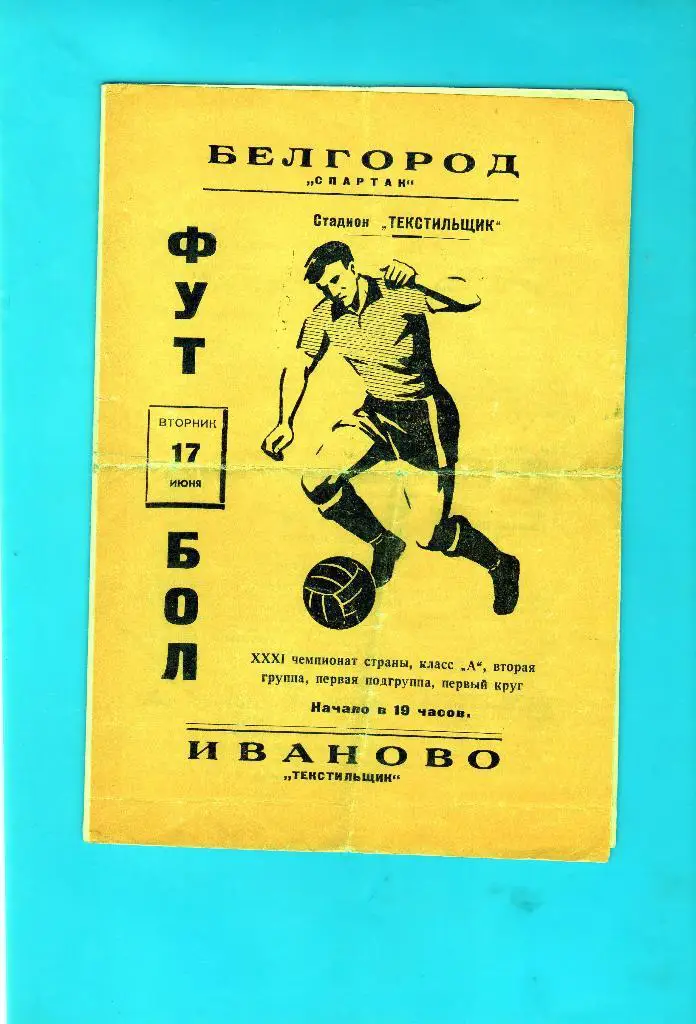 БЕЛГОРОД
„СПАРТАК“
Стадион „ТЕКСТИЛЬЩИК“
ФУТ
БОЛ
ВТОРНИК
17
ИЮНЯ
XXXI чемпионат страны, класс „А“, вторая
группа, первая подгруппа, первый круг
Начало в 19 часов.
ИВАНОВО
„ТЕКСТИЛЬЩИК“